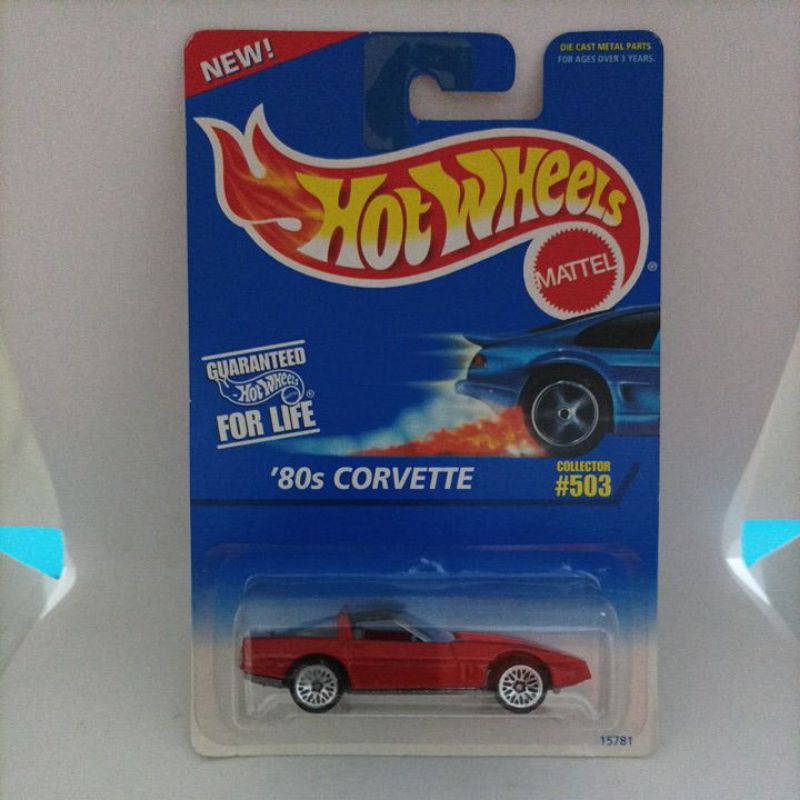 NEW!
DIE CAST METAL PARTS
FOR AGES OVER 3 YEARS.
HOT WHEELS
MATTEL
®
GUARANTEED
HOT WHEELS ®
FOR LIFE
'80s CORVETTE
COLLECTOR
#503
15781